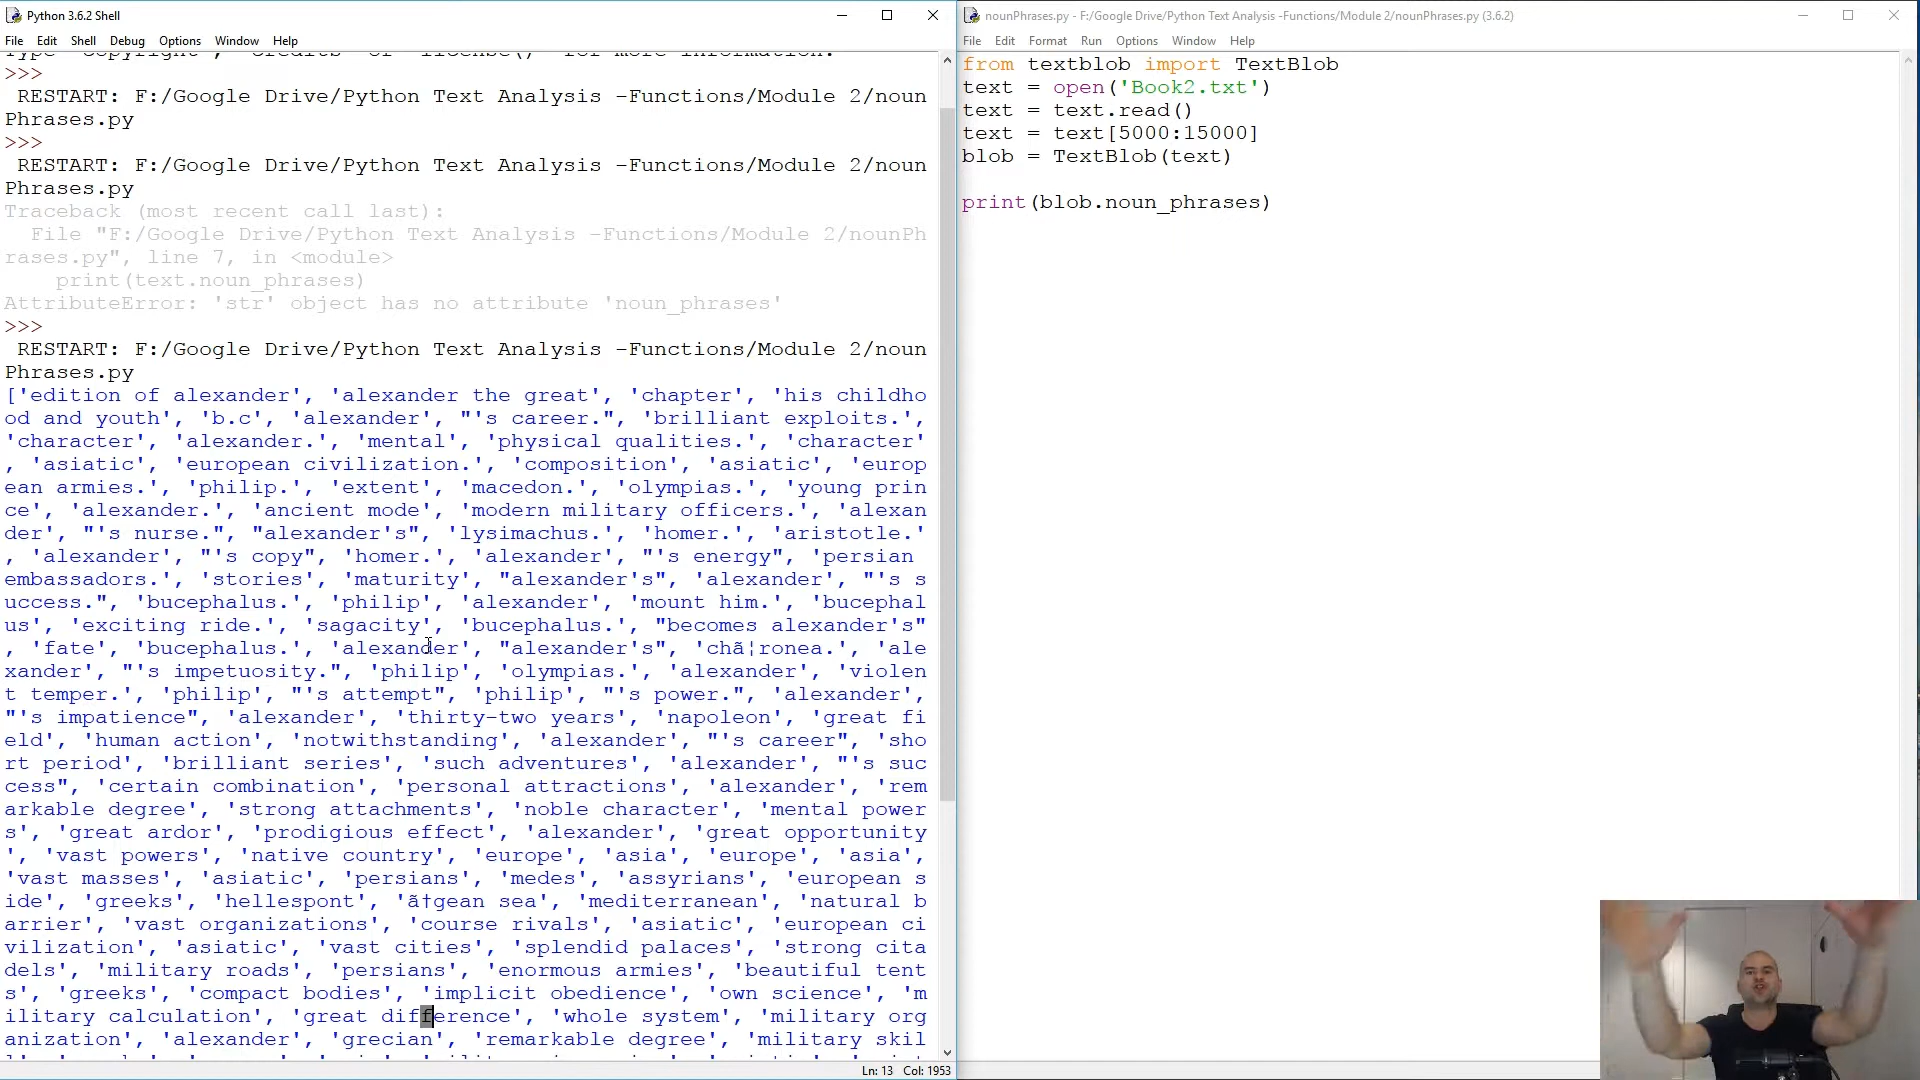 Python 3.6.2 Shell
File Edit Shell Debug Options Window Help
>>>
RESTART: F:/Google Drive/Python Text Analysis -Functions/Module 2/noun
Phrases.py
>>>
RESTART: F:/Google Drive/Python Text Analysis -Functions/Module 2/noun
Phrases.py
Traceback (most recent call last):
File "F:/Google Drive/Python Text Analysis -Functions/Module 2/nounPh
rases.py", line 7, in <module>
print(text.noun_phrases)
AttributeError: 'str' object has no attribute 'noun_phrases'
>>>
RESTART: F:/Google Drive/Python Text Analysis -Functions/Module 2/noun
Phrases.py
['edition of alexander', 'alexander the great', 'chapter', 'his childho
od and youth', 'b.c', 'alexander', "'s career.", 'brilliant exploits.',
'character', 'alexander.', 'mental', 'physical qualities.', 'character'
, 'asiatic', 'european civilization.', 'composition', 'asiatic', 'europ
ean armies.', 'philip.', 'extent', 'macedon.', 'olympias.', 'young prin
ce', 'alexander.', 'ancient mode', 'modern military officers.', 'alexan
der', "'s nurse.", "alexander's", 'lysimachus.', 'homer.', 'aristotle.'
, 'alexander', "'s copy", 'homer.', 'alexander', "'s energy", 'persian
embassadors.', 'stories', 'maturity', "alexander's", 'alexander', "'s s
uccess.", 'bucephalus.', 'philip', 'alexander', 'mount him.', 'bucephal
us', 'exciting ride.', 'sagacity', 'bucephalus.', "becomes alexander's"
, 'fate', 'bucephalus.', 'alexander', "alexander's", 'chã¦ronea.', 'ale
xander', "'s impetuosity.", 'philip', 'olympias.', 'alexander', 'violen
t temper.', 'philip', "'s attempt", 'philip', "'s power.", 'alexander',
"'s impatience", 'alexander', 'thirty-two years', 'napoleon', 'great fi
eld', 'human action', 'notwithstanding', 'alexander', "'s career", 'sho
rt period', 'brilliant series', 'such adventures', 'alexander', "'s suc
cess", 'certain combination', 'personal attractions', 'alexander', 'rem
arkable degree', 'strong attachments', 'noble character', 'mental power
s', 'great ardor', 'prodigious effect', 'alexander', 'great opportunity
', 'vast powers', 'native country', 'europe', 'asia', 'europe', 'asia',
'vast masses', 'asiatic', 'persians', 'medes', 'assyrians', 'european s
ide', 'greeks', 'hellespont', 'ã†gean sea', 'mediterranean', 'natural b
arrier', 'vast organizations', 'course rivals', 'asiatic', 'european ci
vilization', 'asiatic', 'vast cities', 'splendid palaces', 'strong cita
dels', 'military roads', 'persians', 'enormous armies', 'beautiful tent
s', 'greeks', 'compact bodies', 'implicit obedience', 'own science', 'm
ilitary calculation', 'great difference', 'whole system', 'military org
anization', 'alexander', 'grecian', 'remarkable degree', 'military skil
Ln: 13 Col: 1953
nounPhrases.py - F:/Google Drive/Python Text Analysis -Functions/Module 2/nounPhrases.py (3.6.2)
File Edit Format Run Options Window Help
from textblob import TextBlob
text = open('Book2.txt')
text = text.read()
text = text[5000:15000]
blob = TextBlob(text)
print(blob.noun_phrases)